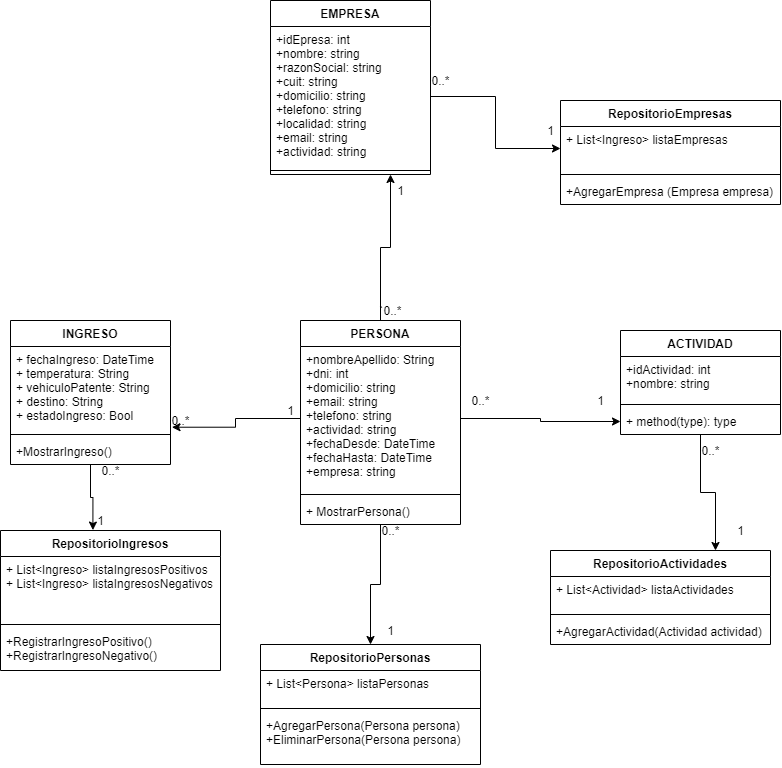 EMPRESA
+idEpresa: int
+nombre: string
+razonSocial: string
+cuit: string
+domicilio: string
+telefono: string
+localidad: string
+email: string
+actividad: string
0..*
1
RepositorioEmpresas
+ List<Ingreso> listaEmpresas
+AgregarEmpresa (Empresa empresa)
1
0..*
INGRESO
+ fechaIngreso: DateTime
+ temperatura: String
+ vehiculoPatente: String
+ destino: String
+ estadoIngreso: Bool
+MostrarIngreso()
0..*
1
PERSONA
+nombreApellido: String
+dni: int
+domicilio: string
+email: string
+telefono: string
+actividad: string
+fechaDesde: DateTime
+fechaHasta: DateTime
+empresa: string
+ MostrarPersona()
0..*
1
ACTIVIDAD
+idActividad: int
+nombre: string
+ method(type): type
0..*
1
RepositorioIngresos
+ List<Ingreso> listaIngresosPositivos
+ List<Ingreso> listaIngresosNegativos
+RegistrarIngresoPositivo()
+RegistrarIngresoNegativo()
0..*
1
RepositorioPersonas
+ List<Persona> listaPersonas
+AgregarPersona(Persona persona)
+EliminarPersona(Persona persona)
0..*
1
RepositorioActividades
+ List<Actividad> listaActividades
+AgregarActividad(Actividad actividad)